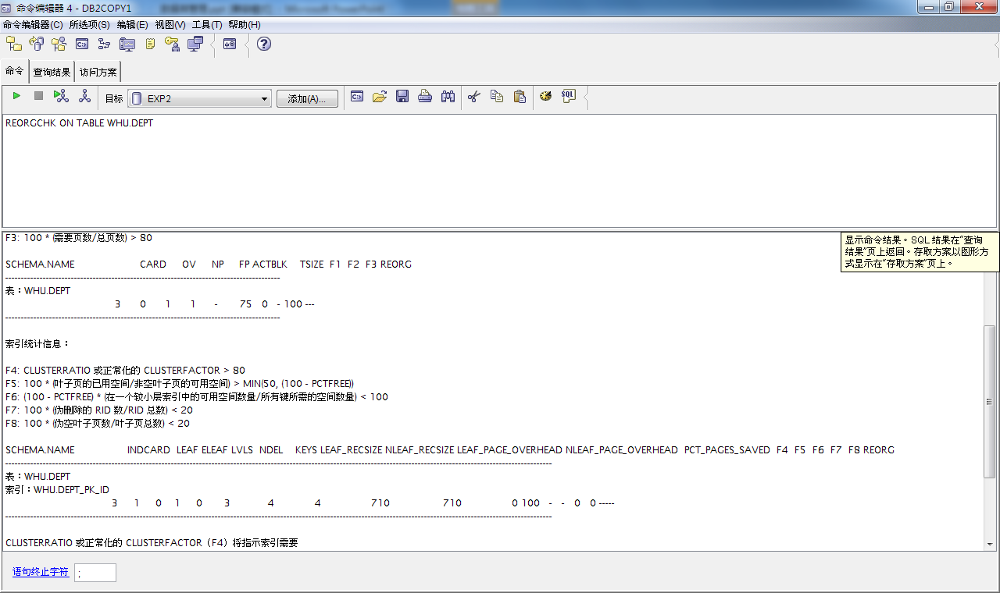 命令编辑器 4 - DB2COPY1
命令编辑器(C) 所选项(S) 编辑(E) 视图(V) 工具(T) 帮助(H)
命令 查询结果 访问方案
目标 EXP2 添加(A)... SQL
REORGCHK ON TABLE WHU.DEPT
F3: 100 * (需要页数/总页数) > 80
显示命令结果。SQL 结果在“查询
结果”页上返回。存取方案以图形方
式显示在“存取方案”页上。
SCHEMA.NAME CARD OV NP FP ACTBLK TSIZE F1 F2 F3 REORG
----------------------------------------------------------------------------------------
表：WHU.DEPT
3 0 1 1 - 75 0 - 100 ---
----------------------------------------------------------------------------------------
索引统计信息：
F4: CLUSTERRATIO 或正常化的 CLUSTERFACTOR > 80
F5: 100 * (叶子页的已用空间/非空叶子页的可用空间) > MIN(50, (100 - PCTFREE))
F6: (100 - PCTFREE) * (在一个较小层索引中的可用空间数量/所有键所需的空间数量) < 100
F7: 100 * (伪删除的 RID 数/RID 总数) < 20
F8: 100 * (伪空叶子页数/叶子页总数) < 20
SCHEMA.NAME INDCARD LEAF ELEAF LVLS NDEL KEYS LEAF_RECSIZE NLEAF_RECSIZE LEAF_PAGE_OVERHEAD NLEAF_PAGE_OVERHEAD PCT_PAGES_SAVED F4 F5 F6 F7 F8 REORG
----------------------------------------------------------------------------------------
表：WHU.DEPT
索引：WHU.DEPT_PK_ID
3 1 0 1 0 3 4 4 710 710 0 100 - - 0 0 -----
----------------------------------------------------------------------------------------
CLUSTERRATIO 或正常化的 CLUSTERFACTOR（F4）将指示索引需要
语句终止字符 ;